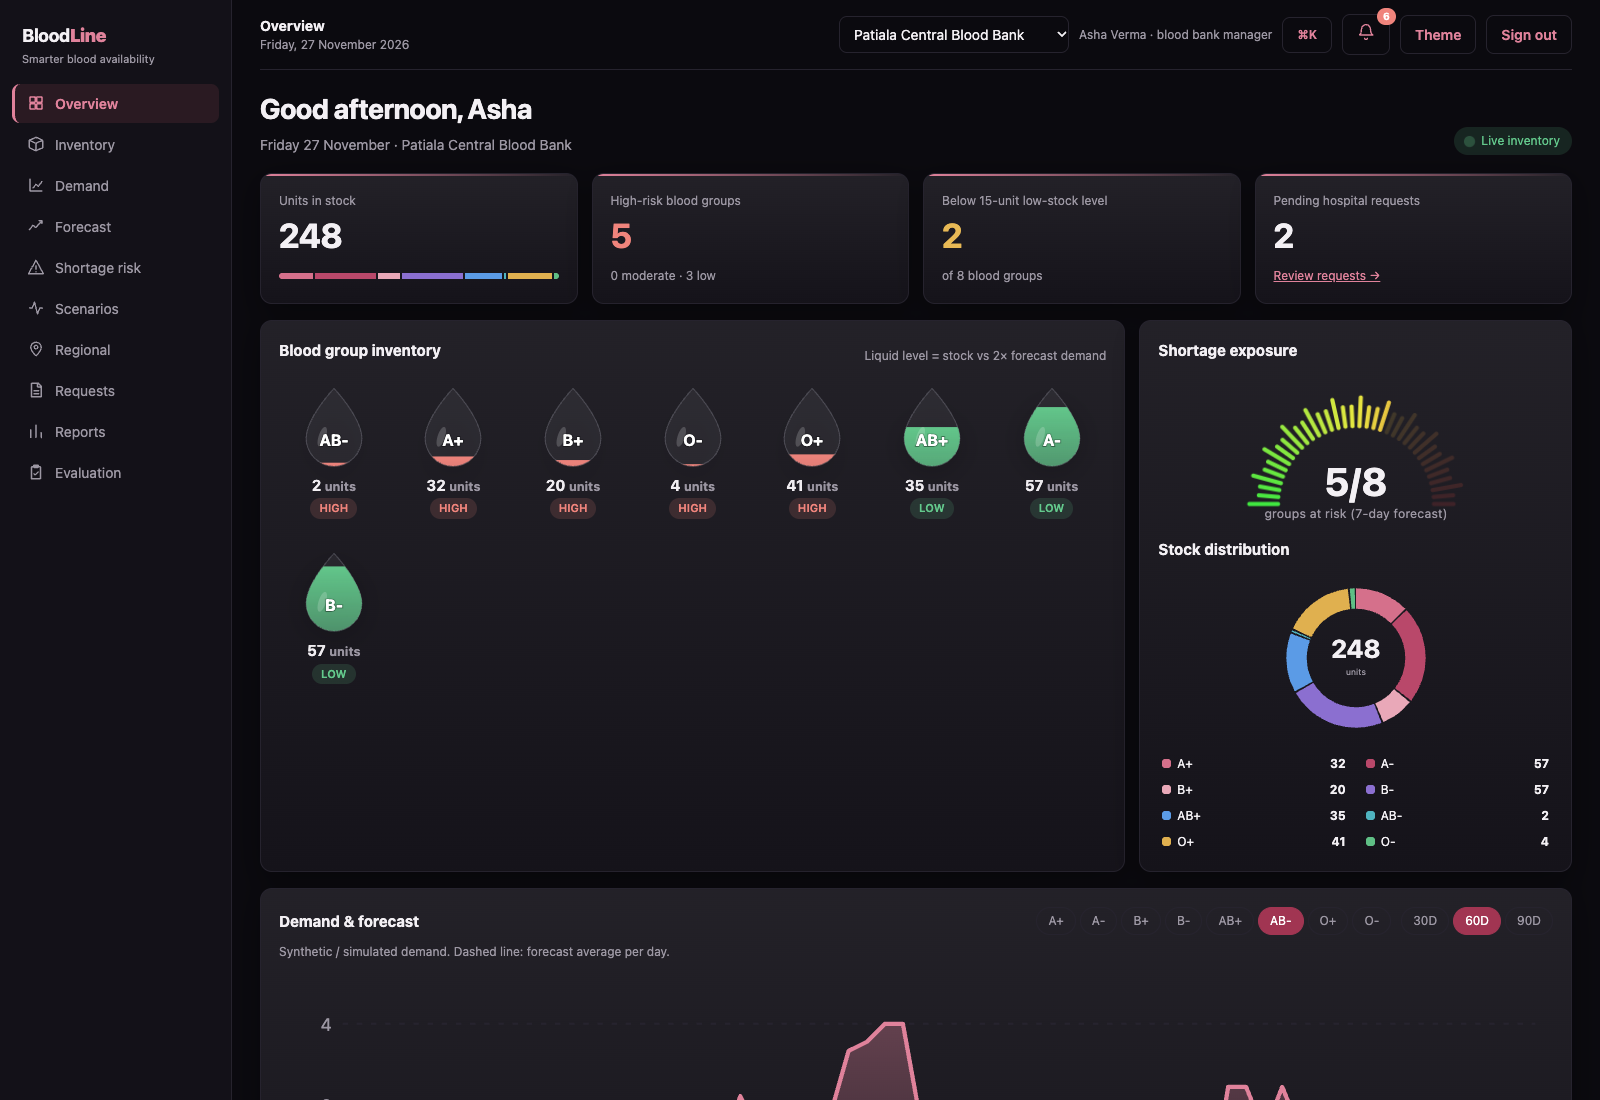 BloodLine
Smarter blood availability
Overview
Inventory
Demand
Forecast
Shortage risk
Scenarios
Regional
Requests
Reports
Evaluation
Overview
Friday, 27 November 2026
Patiala Central Blood Bank
Asha Verma · blood bank manager
⌘K
6
Theme
Sign out
Good afternoon, Asha
Friday 27 November · Patiala Central Blood Bank
Live inventory
Units in stock
248
High-risk blood groups
5
0 moderate · 3 low
Below 15-unit low-stock level
2
of 8 blood groups
Pending hospital requests
2
Review requests →
Blood group inventory
Liquid level = stock vs 2× forecast demand
AB-
2 units
HIGH
A+
32 units
HIGH
B+
20 units
HIGH
O-
4 units
HIGH
O+
41 units
HIGH
AB+
35 units
LOW
A-
57 units
LOW
B-
57 units
LOW
Shortage exposure
5/8
groups at risk (7-day forecast)
Stock distribution
248
units
A+ 32
A- 57
B+ 20
B- 57
AB+ 35
AB- 2
O+ 41
O- 4
Demand & forecast
A+ A- B+ B- AB+ AB- O+ O- 30D 60D 90D
Synthetic / simulated demand. Dashed line: forecast average per day.
4